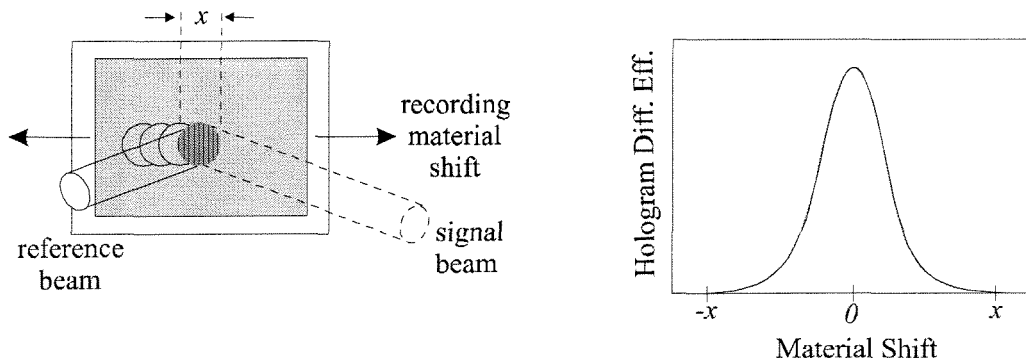 x
recording
material
shift
reference
beam
signal
beam
Hologram Diff. Eff.
-x
0
x
Material Shift